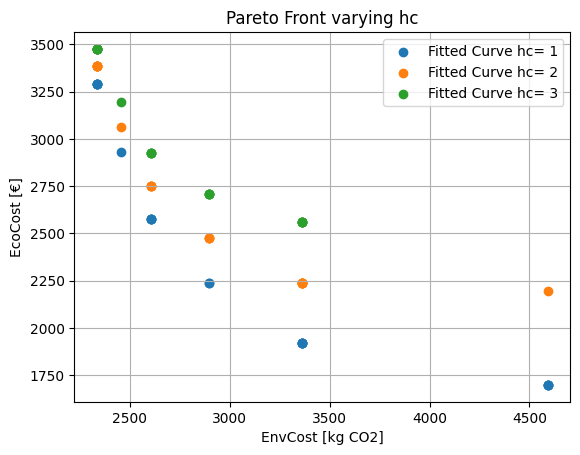 Pareto Front varying hc
Fitted Curve hc= 1
Fitted Curve hc= 2
Fitted Curve hc= 3
EcoCost [€]
3500
3250
3000
2750
2500
2250
2000
1750
2500 3000 3500 4000 4500
EnvCost [kg CO2]